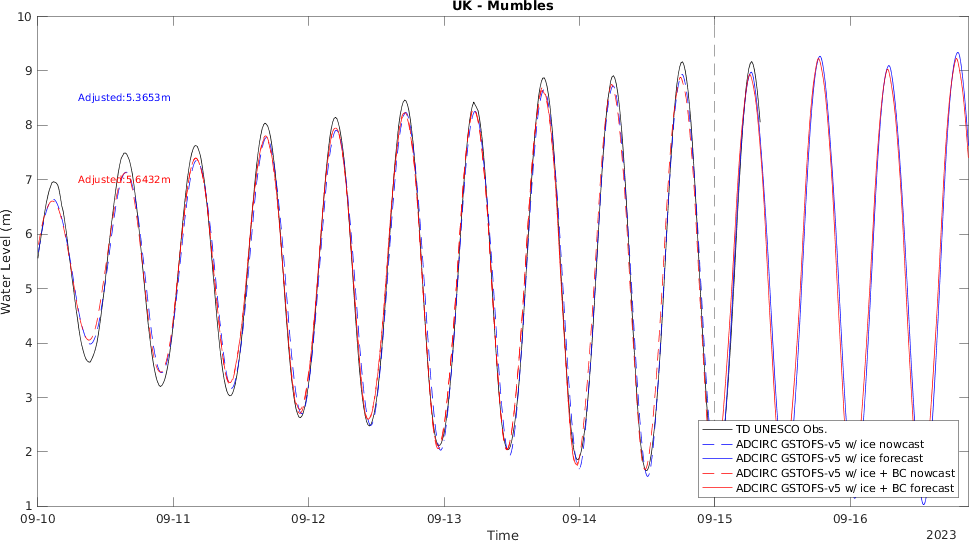 UK - Mumbles
10
9
8
7
6
5
4
3
2
1
Water Level (m)
Adjusted:5.3653m
Adjusted:5.6432m
TD UNESCO Obs.
ADCIRC GSTOFS-v5 w/ ice nowcast
ADCIRC GSTOFS-v5 w/ ice forecast
ADCIRC GSTOFS-v5 w/ ice + BC nowcast
ADCIRC GSTOFS-v5 w/ ice + BC forecast
09-10 09-11 09-12 09-13 09-14 09-15 09-16
Time
2023